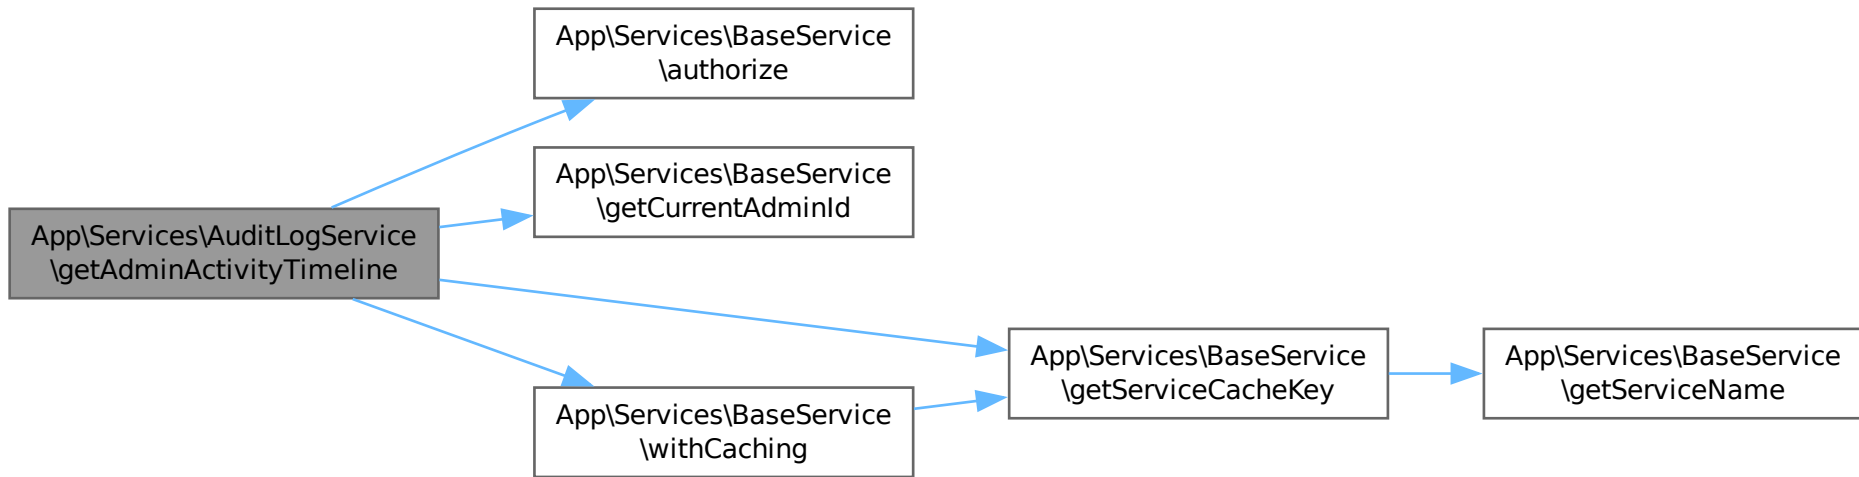 App\Services\BaseService
\authorize
App\Services\BaseService
\getCurrentAdminId
App\Services\AuditLogService
\getAdminActivityTimeline
App\Services\BaseService
\getServiceCacheKey
App\Services\BaseService
\getServiceName
App\Services\BaseService
\withCaching